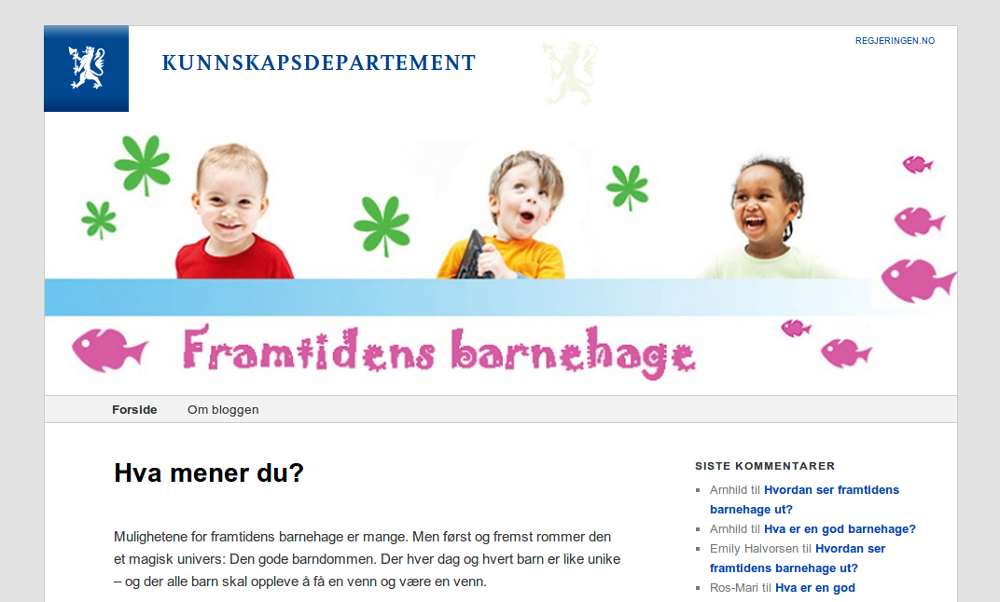 REGJERINGEN.NO
KUNNSKAPSDEPARTEMENT
Framtidens barnehage
Forside
Om bloggen
Hva mener du?
Mulighetene for framtidens barnehage er mange. Men først og fremst rommer den
et magisk univers: Den gode barndommen. Der hver dag og hvert barn er like unike
– og der alle barn skal oppleve å få en venn og være en venn.
SISTE KOMMENTARER
Arnhild til Hvordan ser framtidens
barnehage ut?
Arnhild til Hva er en god barnehage?
Emily Halvorsen til Hvordan ser
framtidens barnehage ut?
Ros-Mari til Hva er en god